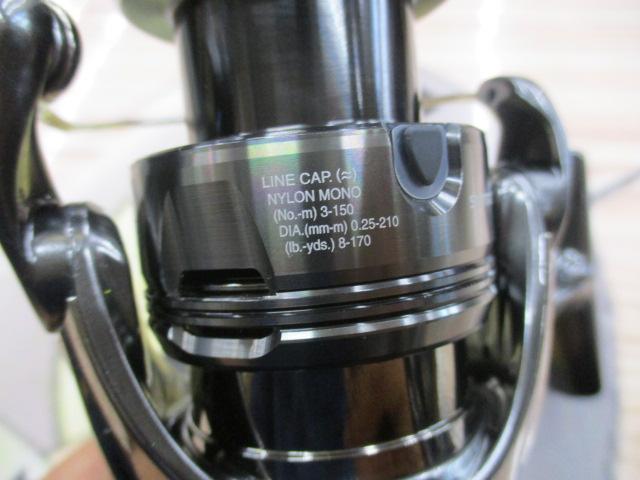 LINE CAP. (≈)
NYLON MONO
(No.-m) 3-150
DIA.(mm-m) 0.25-210
(lb.-yds.) 8-170